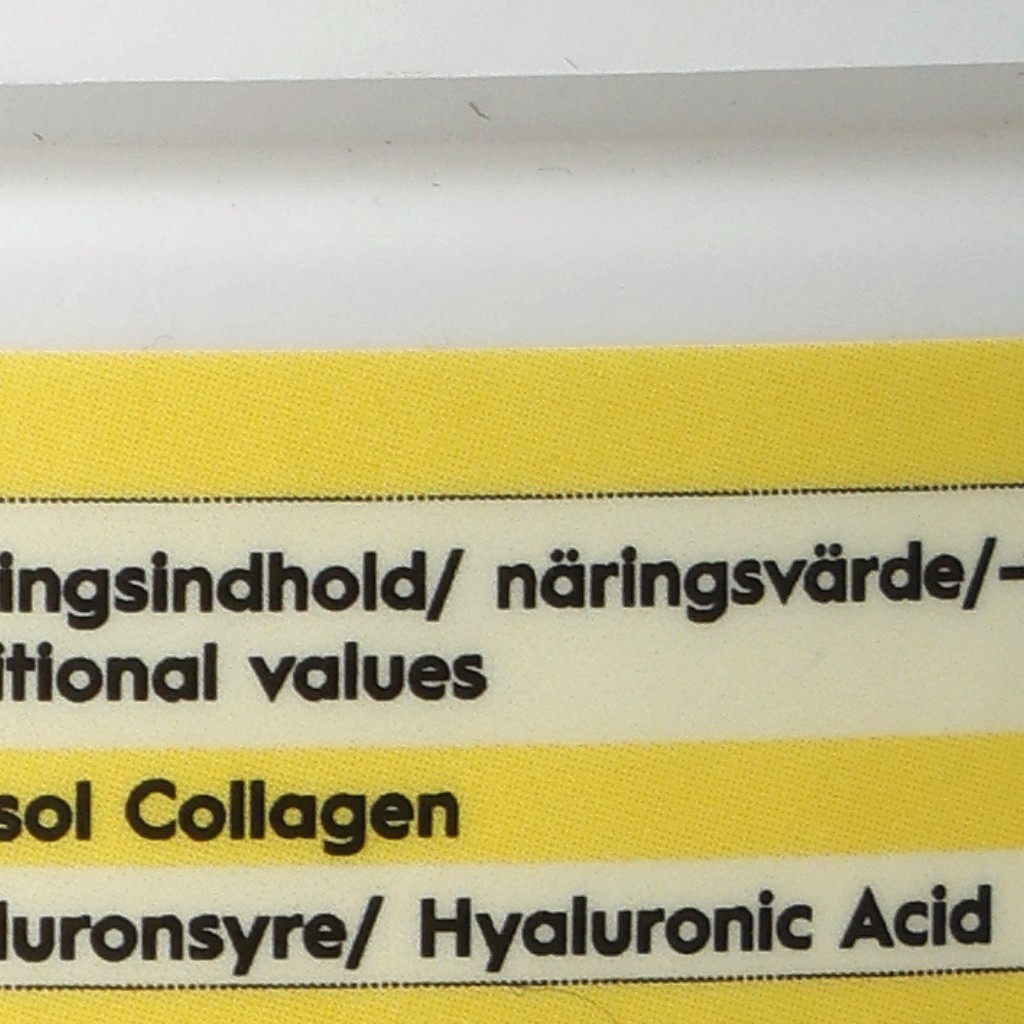 ingsindhold/ näringsvärde/-
itional values
sol Collagen
luronsyre/ Hyaluronic Acid